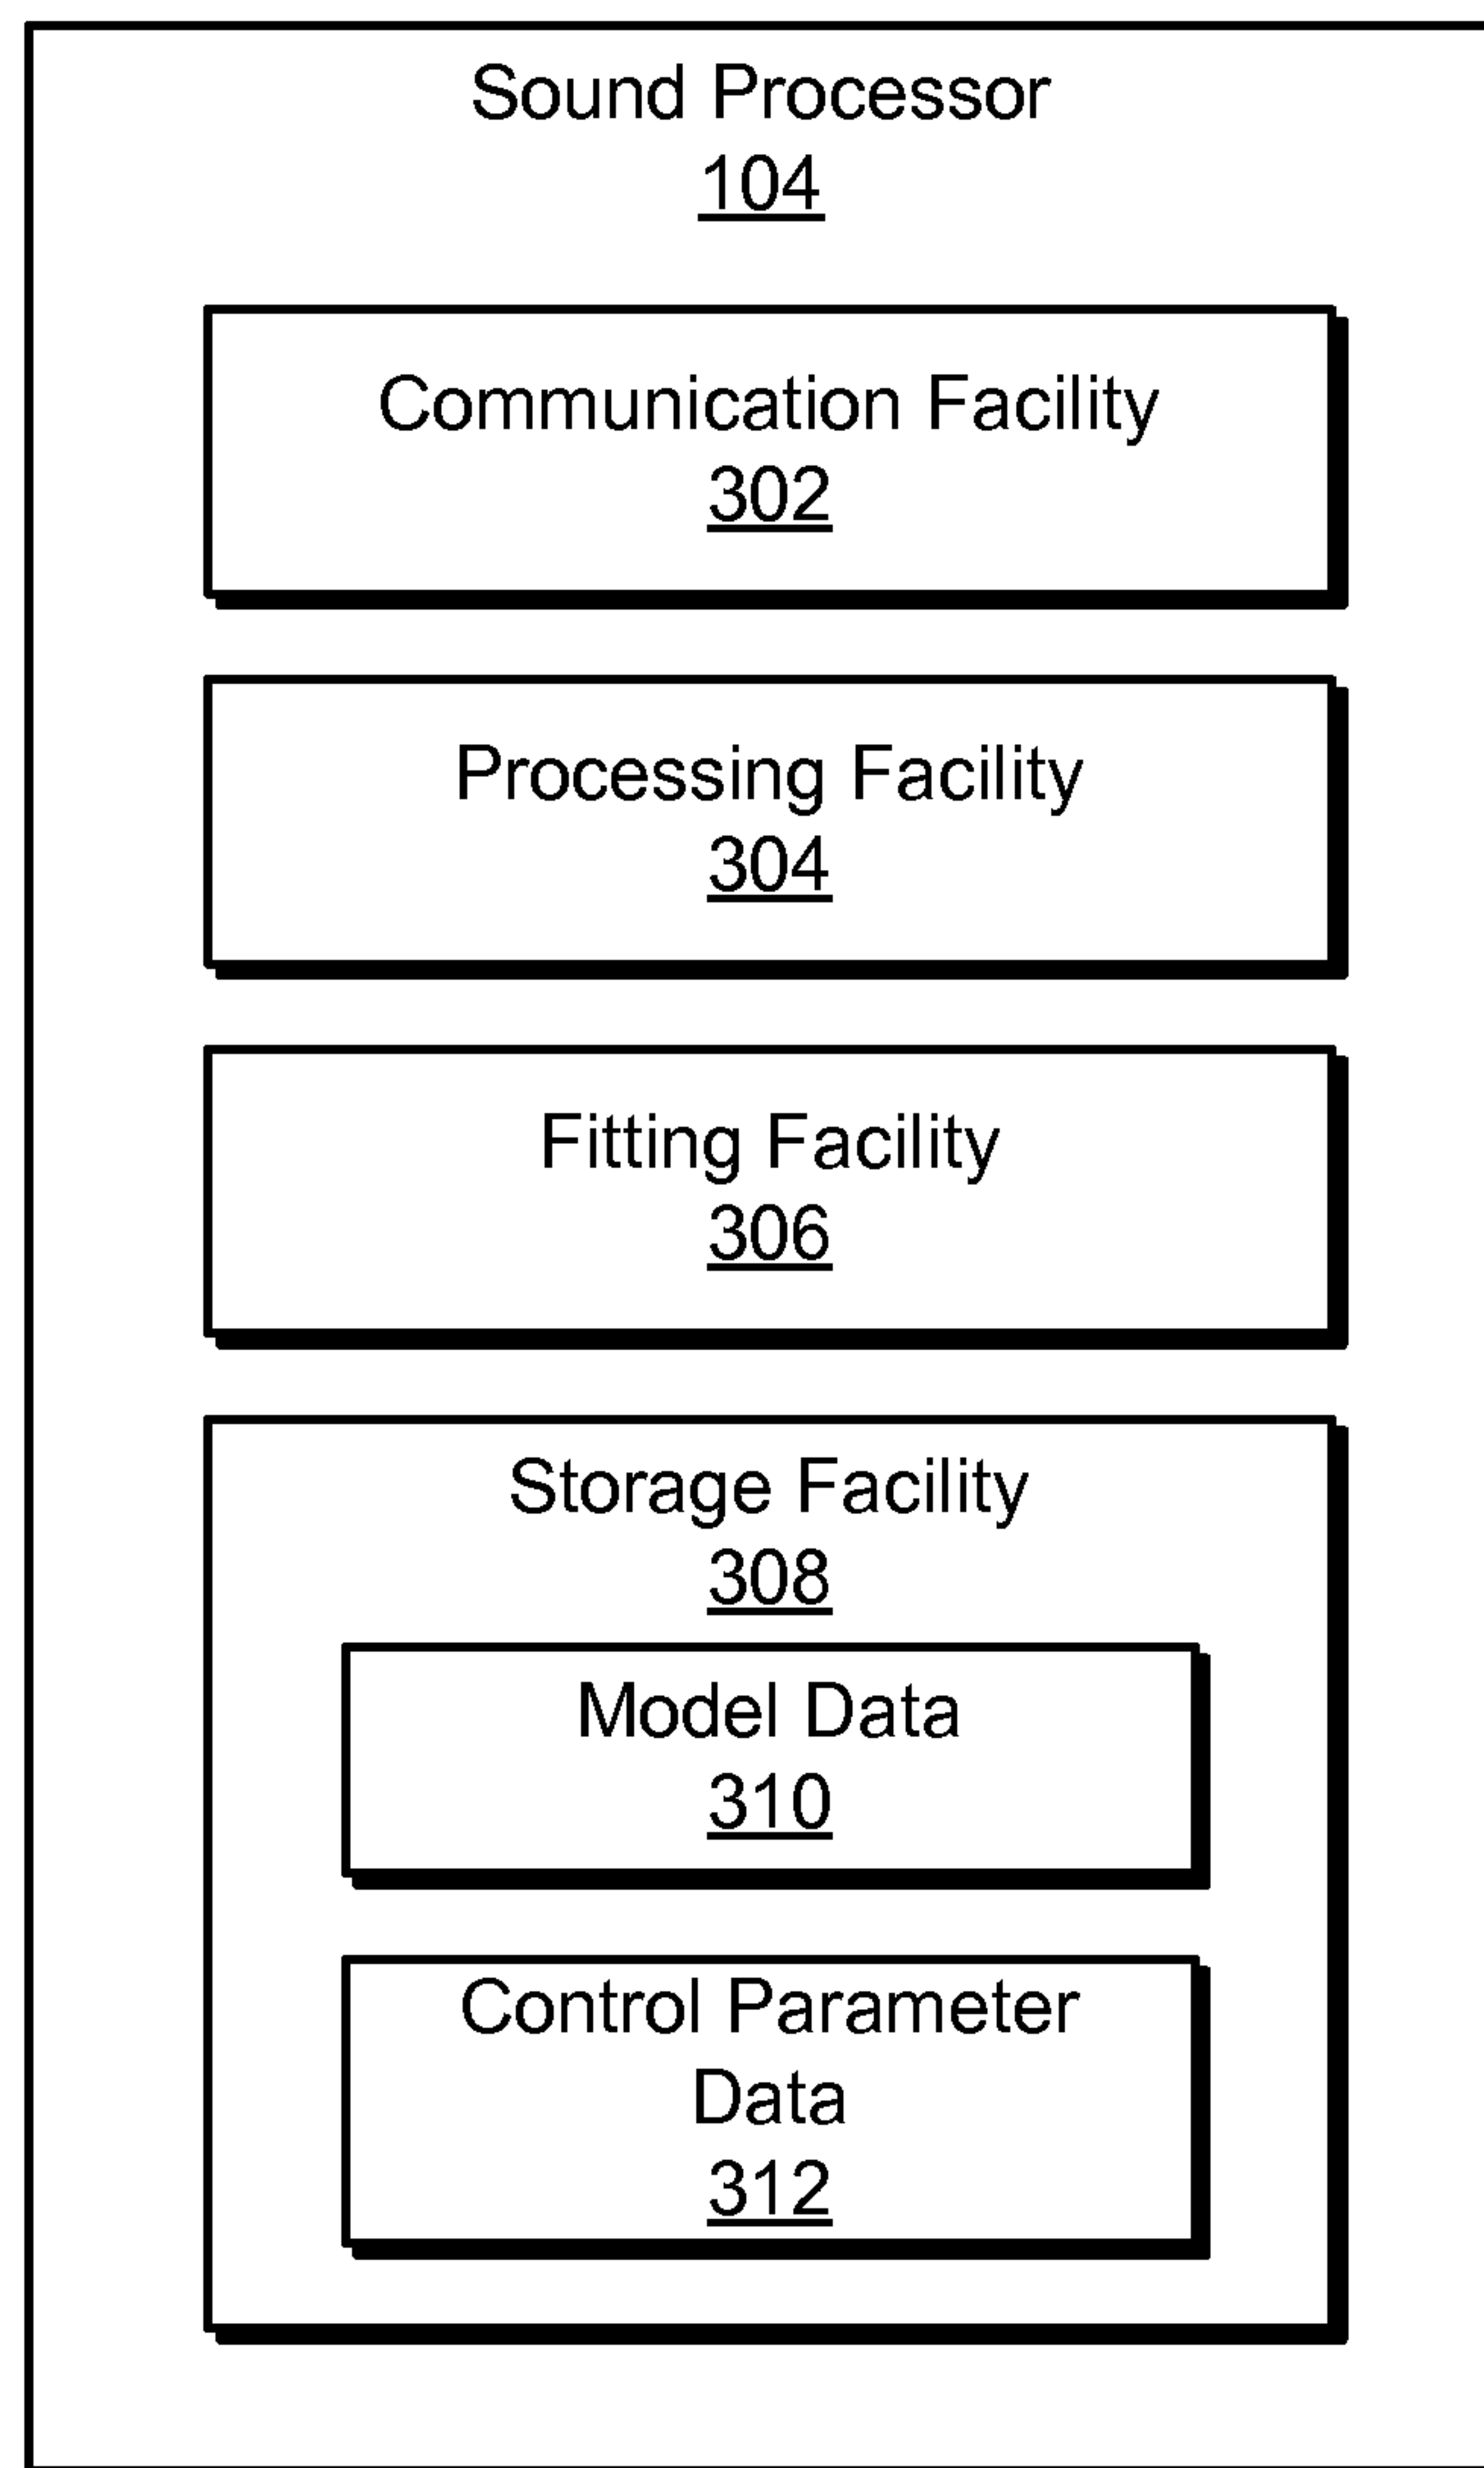 Sound Processor
104
Communication Facility
302
Processing Facility
304
Fitting Facility
306
Storage Facility
308
Model Data
310
Control Parameter
Data
312